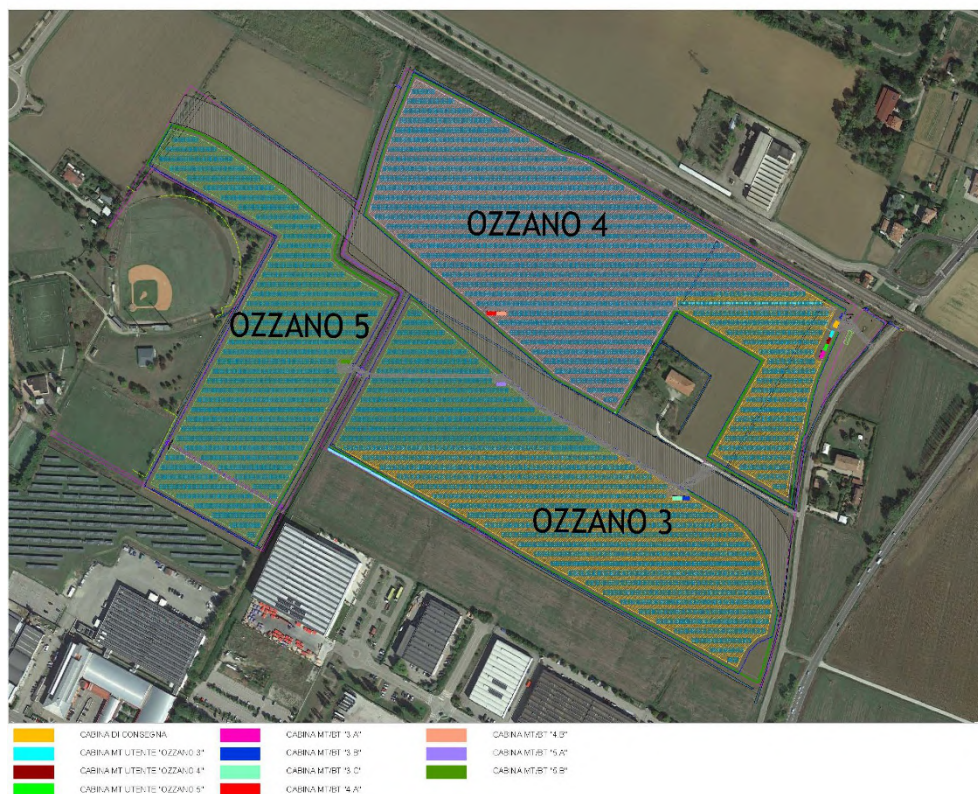 OZZANO 4
OZZANO 5
OZZANO 3
CABINA DI CONSEGNA
CABINA MT UTENTE "OZZANO 3"
CABINA MT UTENTE "OZZANO 4"
CABINA MT UTENTE "OZZANO 5"
CABINA MT/BT "3 A"
CABINA MT/BT "3 B"
CABINA MT/BT "3 C"
CABINA MT/BT "4 A"
CABINA MT/BT "4 B"
CABINA MT/BT "5 A"
CABINA MT/BT "5 B"